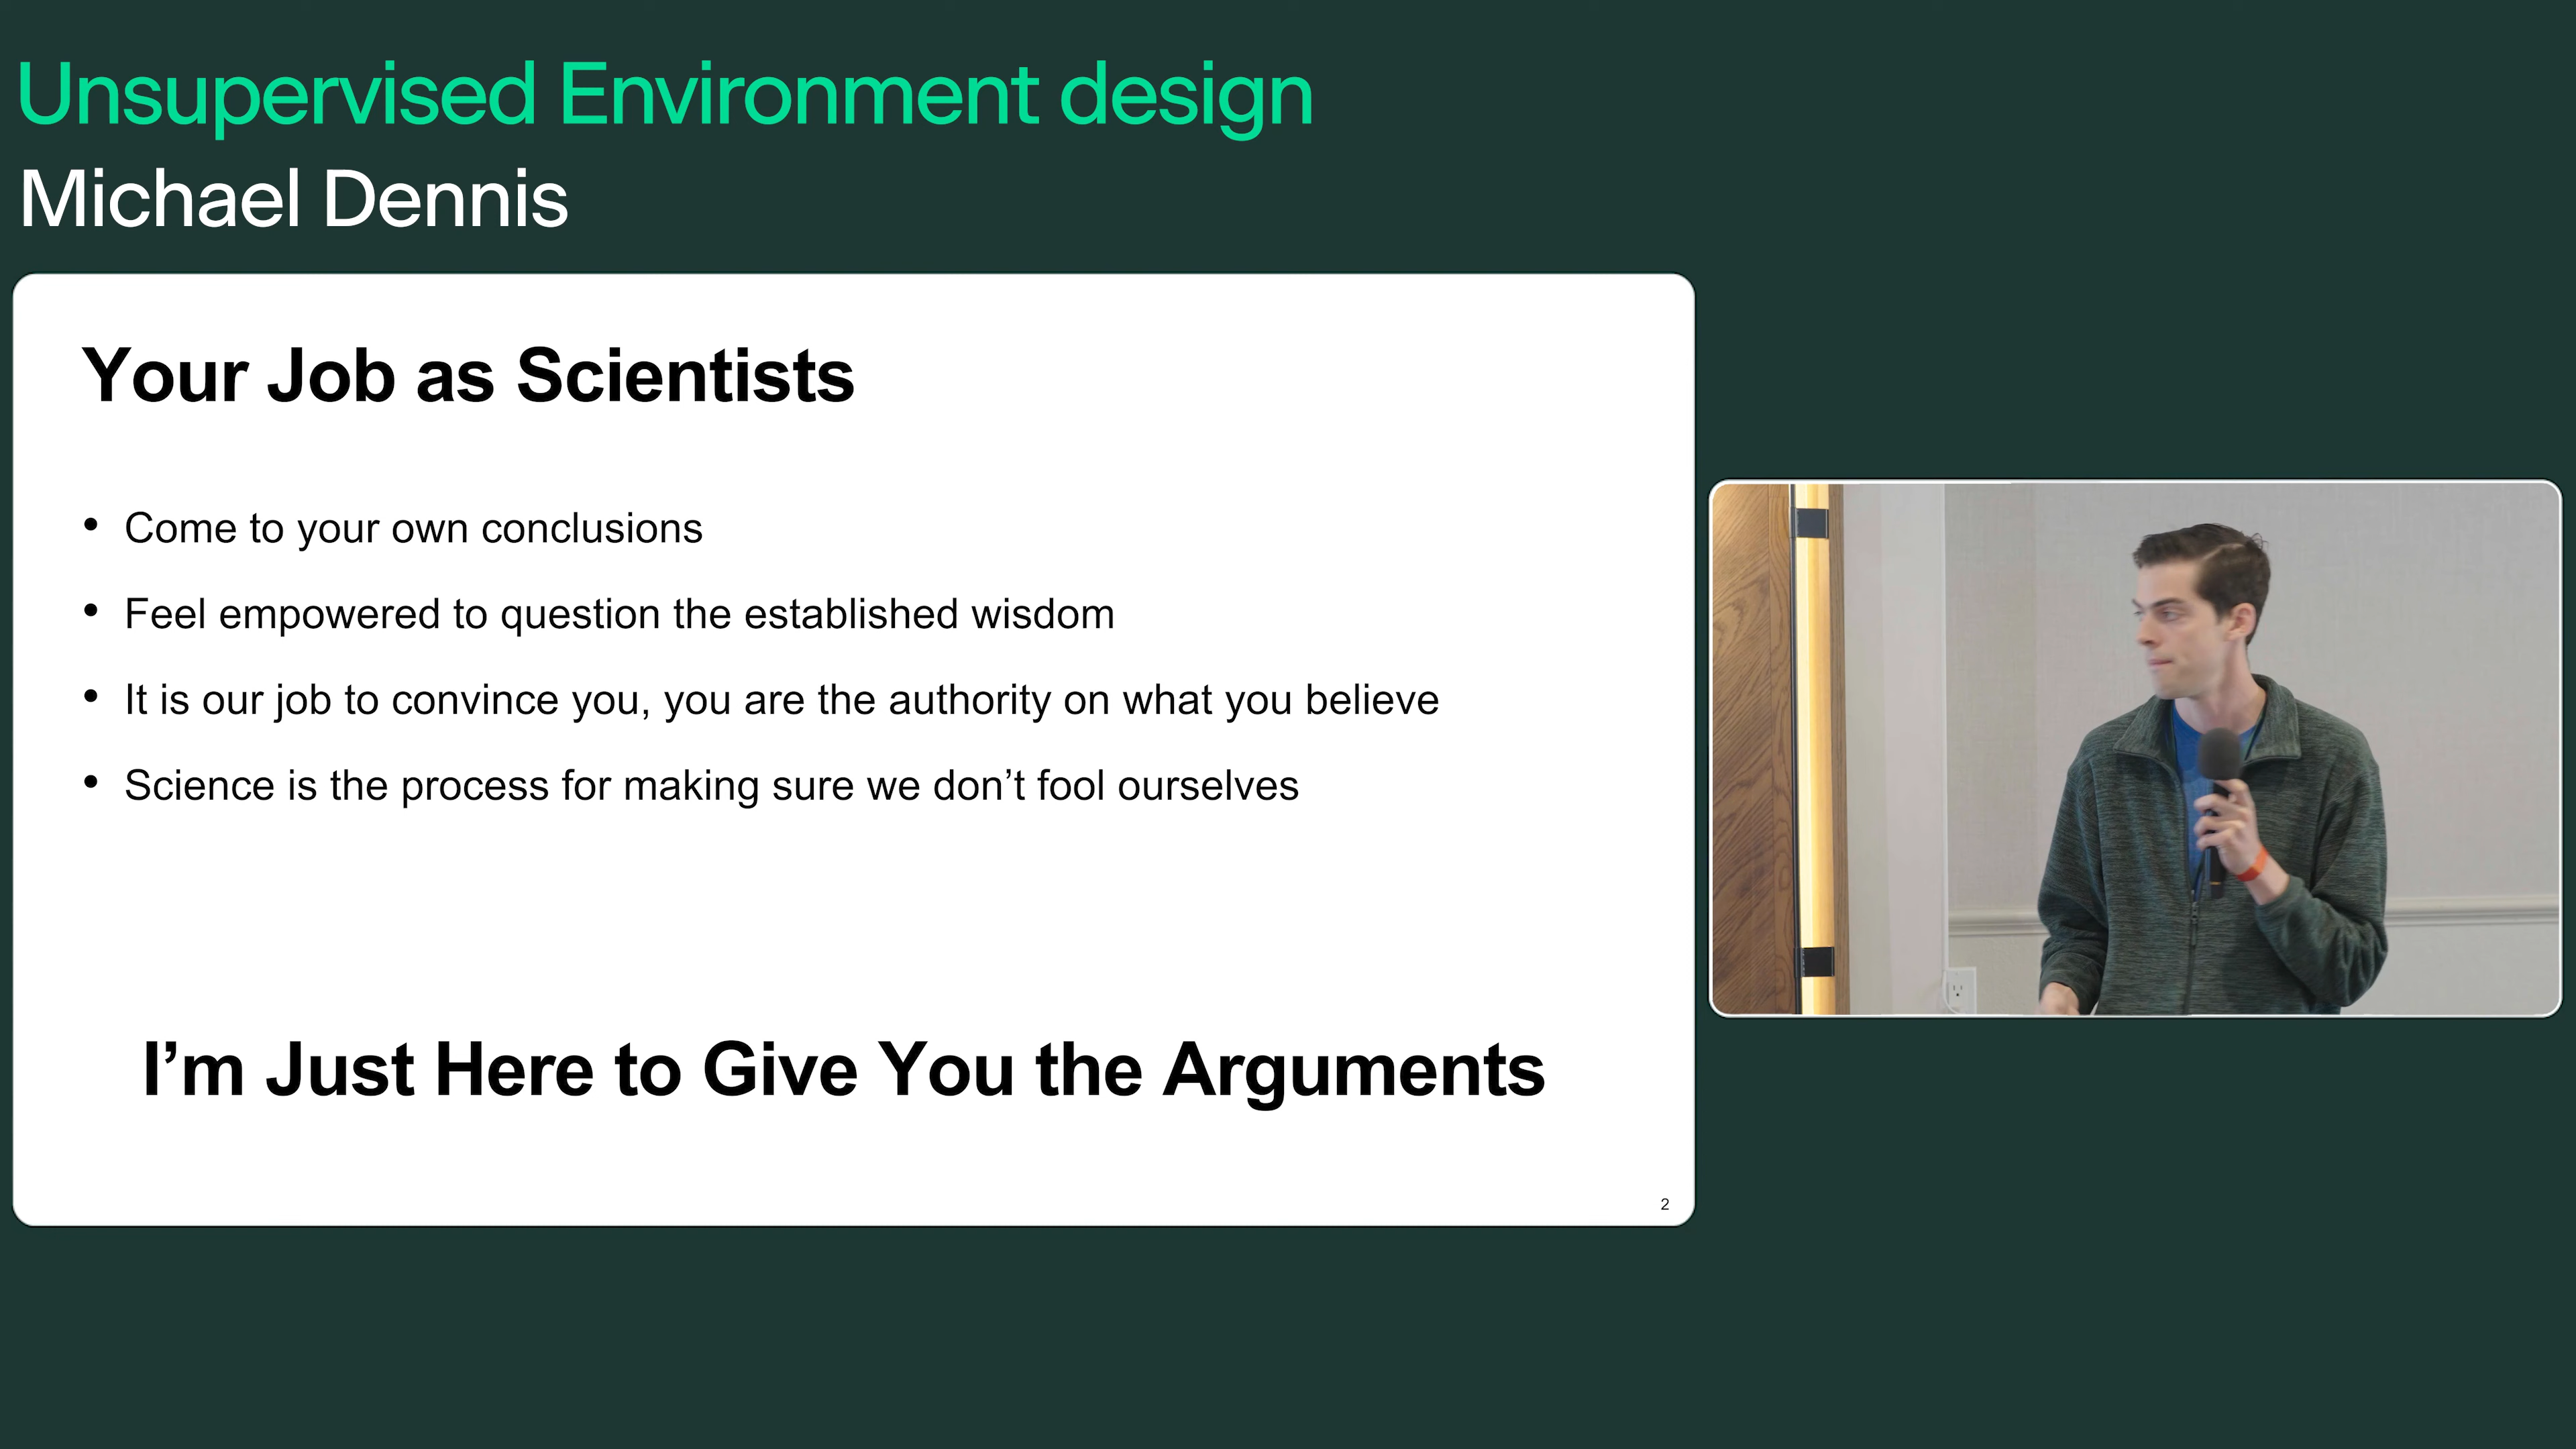 Unsupervised Environment design
Michael Dennis
Your Job as Scientists
• Come to your own conclusions
• Feel empowered to question the established wisdom
• It is our job to convince you, you are the authority on what you believe
• Science is the process for making sure we don’t fool ourselves
I’m Just Here to Give You the Arguments
2